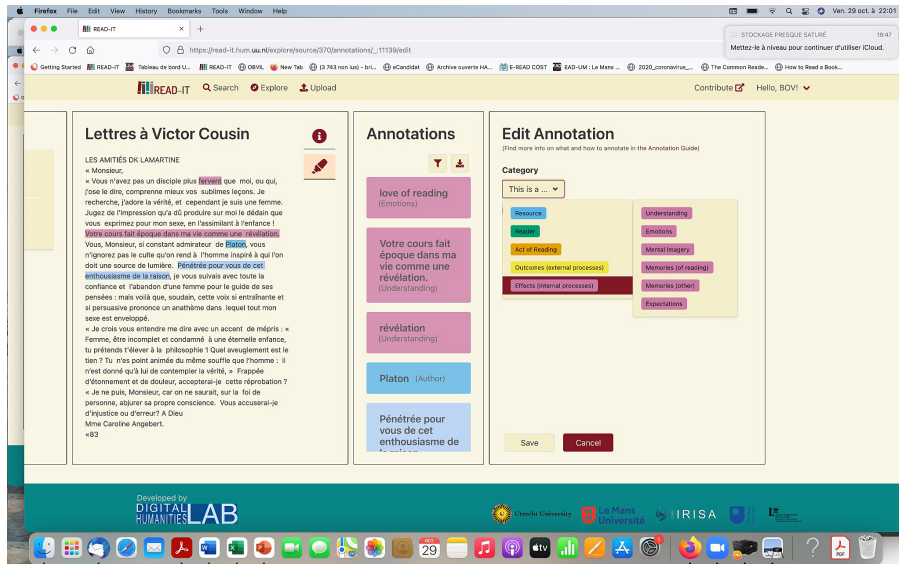 Firefox File Edit View History Bookmarks Tools Window Help
Ven. 29 oct. à 22:01
READ-IT
STOCKAGE PRESQUE SATURÉ 19:47
Mettez-le à niveau pour continuer d'utiliser iCloud.
https://read-it.hum.uu.nl/explore/source/370/annotations/_:11139/edit
Getting Started READ-IT Tableau de bord U... READ-IT OBVIL New Tab (3 743 non lus) - bri... eCandidat Archive ouverte HA... E-READ COST EAD-UM : Le Mans ... 2020_coronavirus_... The Common Reade... How to Read a Book...
READ-IT Search Explore Upload Contribute Hello, BOV!
Lettres à Victor Cousin
LES AMITIÉS DK LAMARTINE
« Monsieur,
« Vous n'avez pas un disciple plus fervent que moi, ou qui,
j'ose le dire, comprenne mieux vos sublimes leçons. Je
recherche, j'adore la vérité, et cependant je suis une femme.
Jugez de l'impression qu'a dû produire sur moi le dédain que
vous exprimez pour mon sexe, en l'assimilant à l'enfance !
Votre cours fait époque dans ma vie comme une révélation.
Vous, Monsieur, si constant admirateur de Platon, vous
n'ignorez pas le culte qu'on rend à l'homme inspiré à qui l'on
doit une source de lumière. Pénétrée pour vous de cet
enthousiasme de la raison, je vous suivais avec toute la
confiance et l'abandon d'une femme pour le guide de ses
pensées : mais voilà que, soudain, cette voix si entraînante et
si persuasive prononce un anathème dans lequel tout mon
sexe est enveloppé.
« Je crois vous entendre me dire avec un accent de mépris : «
Femme, être incomplet et condamné à une éternelle enfance,
tu prétends t'élever à la philosophie 1 Quel aveuglement est le
tien ? Tu n'es point animée du même souffle que l'homme : il
n'est donné qu'à lui de contempler la vérité, » Frappée
d'étonnement et de douleur, accepterai-je cette réprobation ?
« Je ne puis, Monsieur, car on ne saurait, sur la foi de
personne, abjurer sa propre conscience. Vous accuserai-je
d'injustice ou d'erreur? A Dieu
Mme Caroline Angebert.
«83
Annotations
love of reading
(Emotions)
Votre cours fait
époque dans ma
vie comme une
révélation.
(Understanding)
révélation
(Understanding)
Platon (Author)
Pénétrée pour
vous de cet
enthousiasme de
la raison
Edit Annotation
(Find more info on what and how to annotate in the Annotation Guide)
Category
This is a ...
Resource
Reader
Act of Reading
Outcomes (external processes)
Effects (internal processes)
Understanding
Emotions
Mental Imagery
Memories (of reading)
Memories (other)
Expectations
Save Cancel
Developed by
DIGITAL
HUMANITIES LAB
Utrecht University
Le Mans
Université
IRISA
OCT
29
tv
PDF